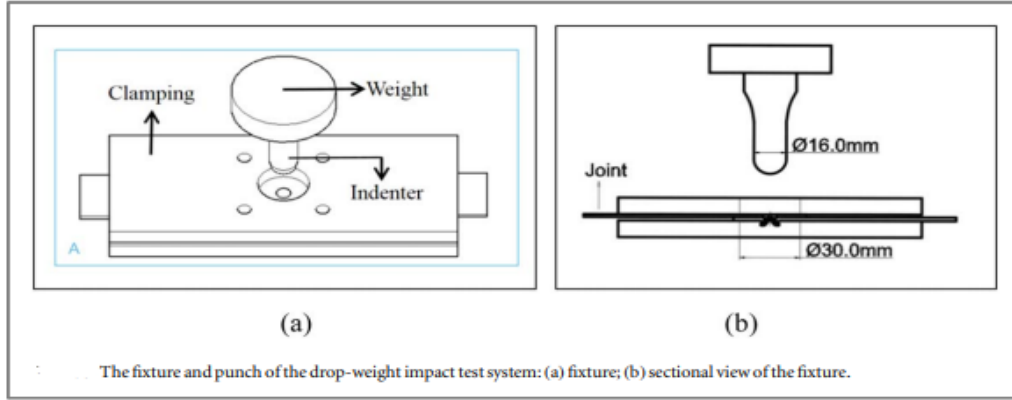 Clamping
Weight
Indenter
A
(a)
Ø16.0mm
Joint
Ø30.0mm
(b)
The fixture and punch of the drop-weight impact test system: (a) fixture; (b) sectional view of the fixture.